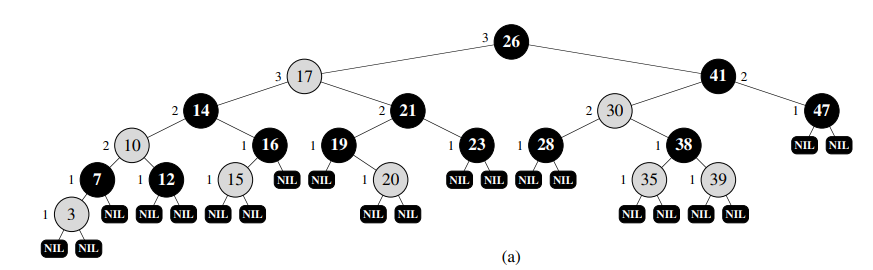 3 26
3 17 41 2
2 14 2 21 2 30 1 47
NIL NIL
2 10 1 16 1 19 1 23 1 28 1 38
1 7 1 12 1 15 NIL NIL 1 20 NIL NIL NIL NIL 1 35 1 39
1 3 NIL NIL NIL NIL NIL NIL NIL NIL NIL NIL NIL NIL
NIL NIL
(a)